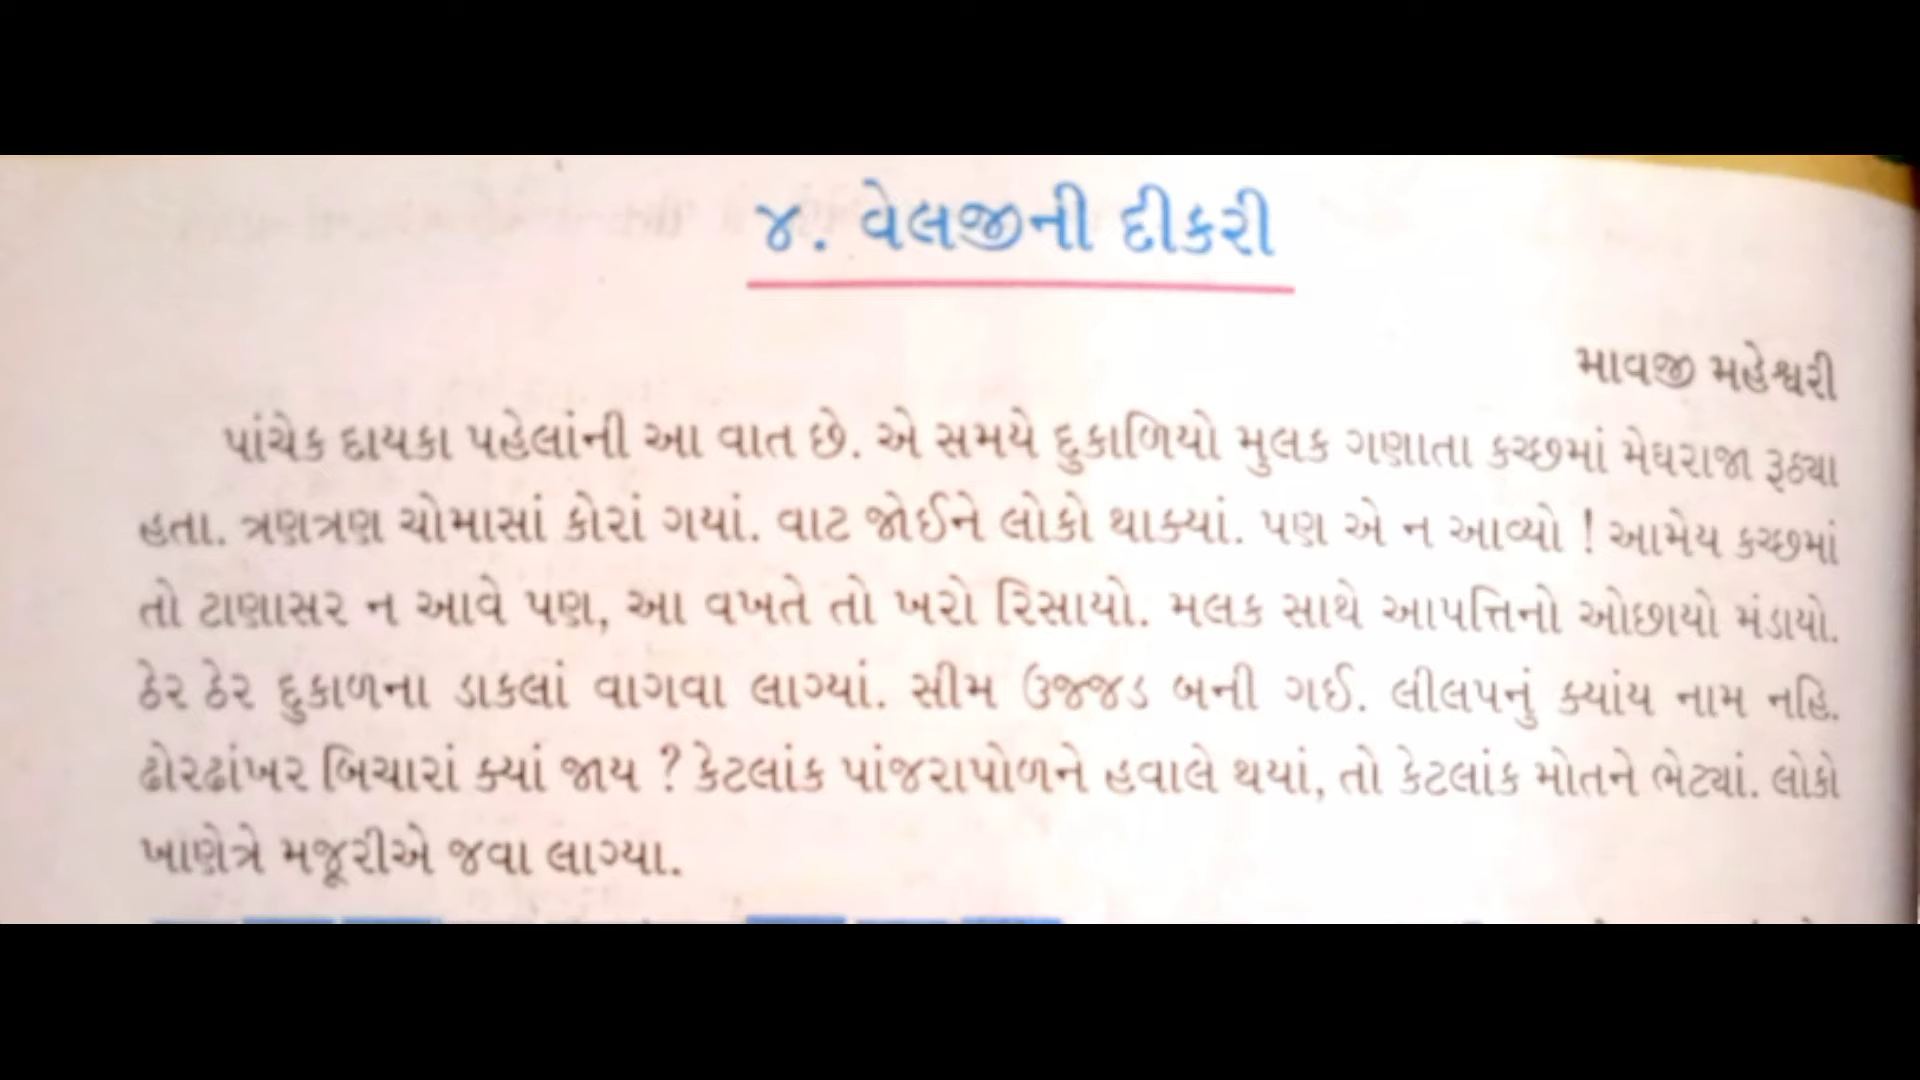 ૪. વેલજીની દીકરી
માવજી મહેશ્વરી
પાંચેક દાયકા પહેલાંની આ વાત છે. એ સમયે દુકાળિયો મુલક ગણાતા કચ્છમાં મેઘરાજા રૂઠ્યા
હતા. ત્રણત્રણ ચોમાસાં કોરાં ગયાં. વાટ જોઈને લોકો થાક્યાં. પણ એ ન આવ્યો ! આમેય કચ્છમાં
તો ટાણાસર ન આવે પણ, આ વખતે તો ખરો રિસાયો. મલક સાથે આપત્તિનો ઓછાયો મંડાયો.
ઠેર ઠેર દુકાળના ડાકલાં વાગવા લાગ્યાં. સીમ ઉજ્જડ બની ગઈ. લીલપનું ક્યાંય નામ નહિ.
ઢોરઢાંખર બિચારાં ક્યાં જાય ? કેટલાંક પાંજરાપોળને હવાલે થયાં, તો કેટલાંક મોતને ભેટ્યાં. લોકો
ખાણેત્રે મજૂરીએ જવા લાગ્યા.